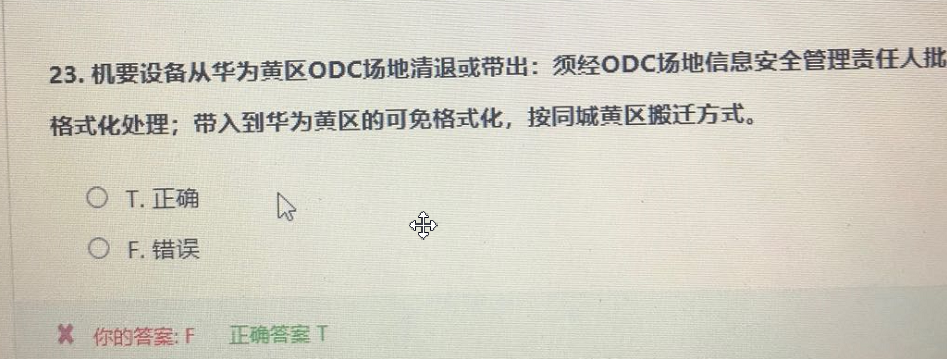 23. 机要设备从华为黄区ODC场地清退或带出：须经ODC场地信息安全管理责任人批
格式化处理；带入到华为黄区的可免格式化，按同城黄区搬迁方式。
T. 正确
F. 错误
你的答案: F 正确答案 T